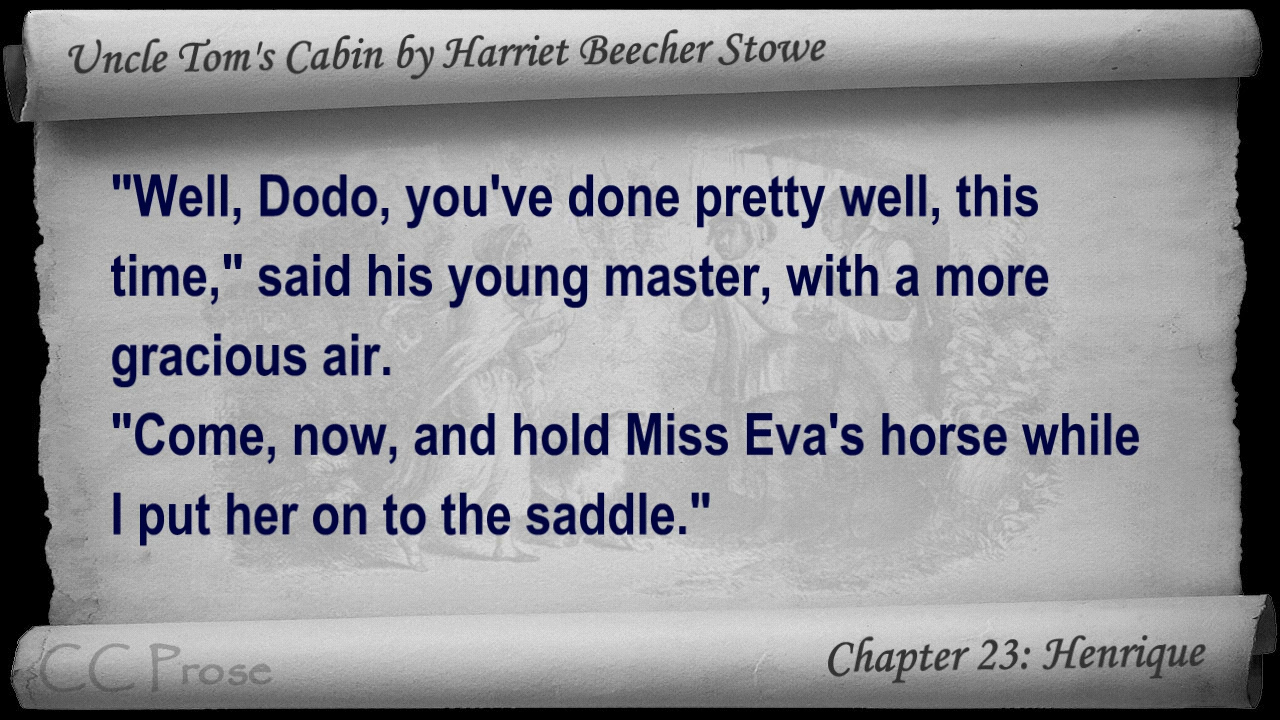 Uncle Tom's Cabin by Harriet Beecher Stowe
"Well, Dodo, you've done pretty well, this
time," said his young master, with a more
gracious air.
"Come, now, and hold Miss Eva's horse while
I put her on to the saddle."
CC Prose
Chapter 23: Henrique